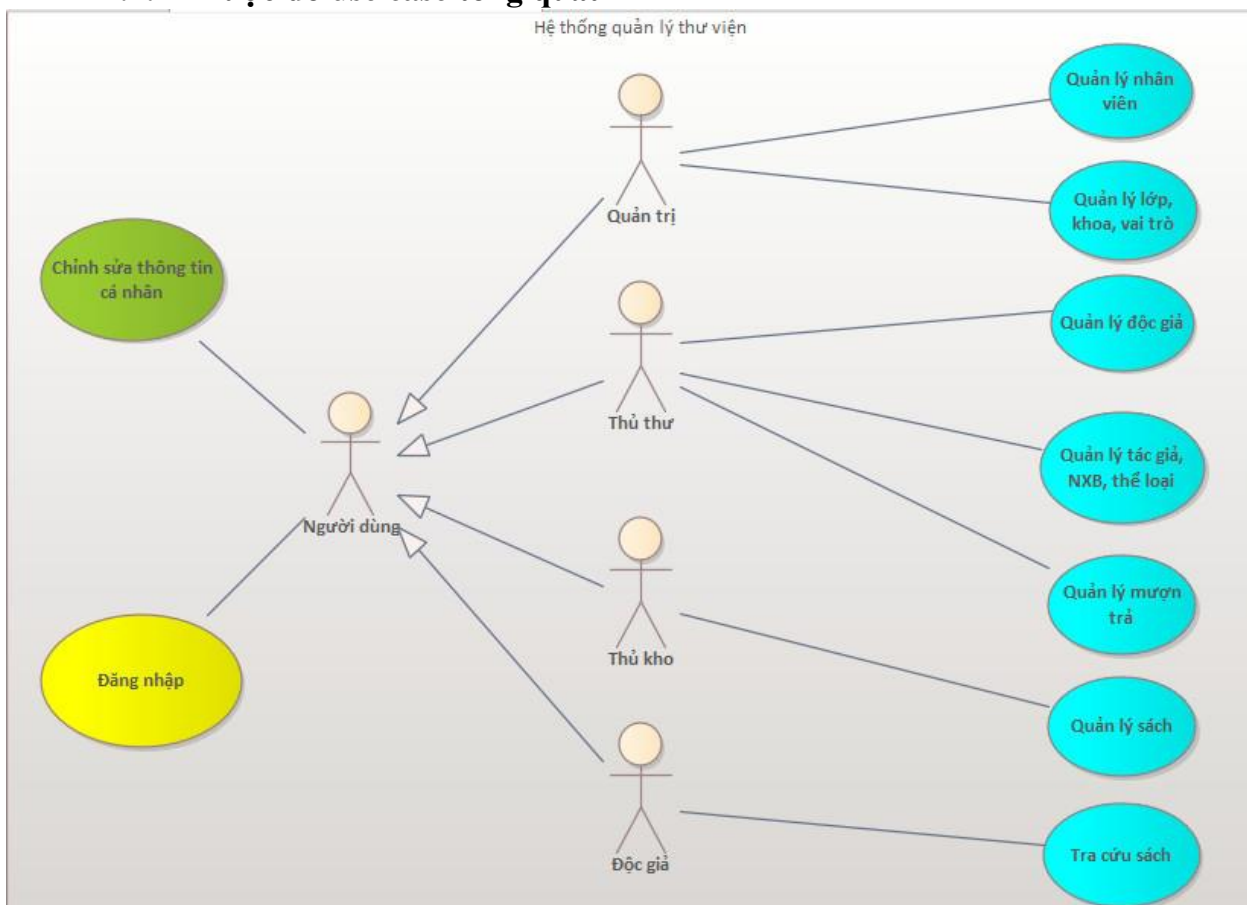 Hệ thống quản lý thư viện
Quản lý nhân
viên
Quản trị
Quản lý lớp,
khoa, vai trò
Chỉnh sửa thông tin
cá nhân
Quản lý độc giả
Thủ thư
Quản lý tác giả,
NXB, thể loại
Người dùng
Quản lý mượn
trả
Thủ kho
Đăng nhập
Quản lý sách
Độc giả
Tra cứu sách